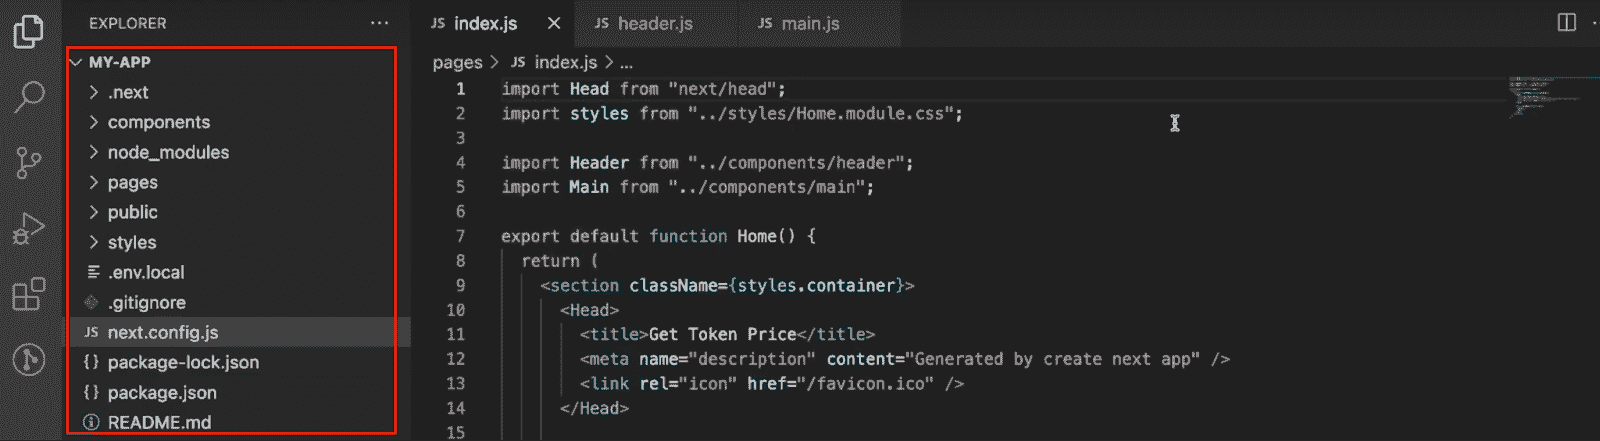 EXPLORER
MY-APP
.next
components
node_modules
pages
public
styles
.env.local
.gitignore
JS next.config.js
{} package-lock.json
{} package.json
README.md
JS index.js
JS header.js
JS main.js
pages > JS index.js > ...
1 import Head from "next/head";
2 import styles from "../styles/Home.module.css";
3
4 import Header from "../components/header";
5 import Main from "../components/main";
6
7 export default function Home() {
8 return (
9 <section className={styles.container}>
10 <Head>
11 <title>Get Token Price</title>
12 <meta name="description" content="Generated by create next app" />
13 <link rel="icon" href="/favicon.ico" />
14 </Head>
15